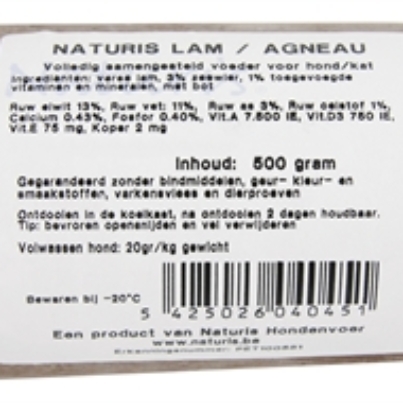 NATURIS LAM / AGNEAU
Volledig samengesteld voeder voor hond/kat
Ingrediënten: varse lam, 3% zeewier, 1% toegevoegde
vitaminen en mineralen, met bot
Ruw eiwit 13%, Ruw vet: 11%, Ruw as 3%, Ruw celstof 1%,
Calcium 0.43%, Fosfor 0.40%, Vit.A 7.500 IE, Vit.D3 750 IE,
Vit.E 75 mg, Koper 2 mg
Inhoud: 500 gram
Gegarandeerd zonder bindmiddelen, geur- kleur- en
smaakstoffen, varkensvlees en dierproeven
Ontdooien in de koelkast, na ontdooien 2 dagen houdbaar.
Tip: bevroren opensnijden en vel verwijderen
Volwassen hond: 20gr/kg gewicht
Bewaren bij -20°C
5 425026 040451
Een product van Naturis Hondenvoer
www.naturis.be
Erkenningsnummer: